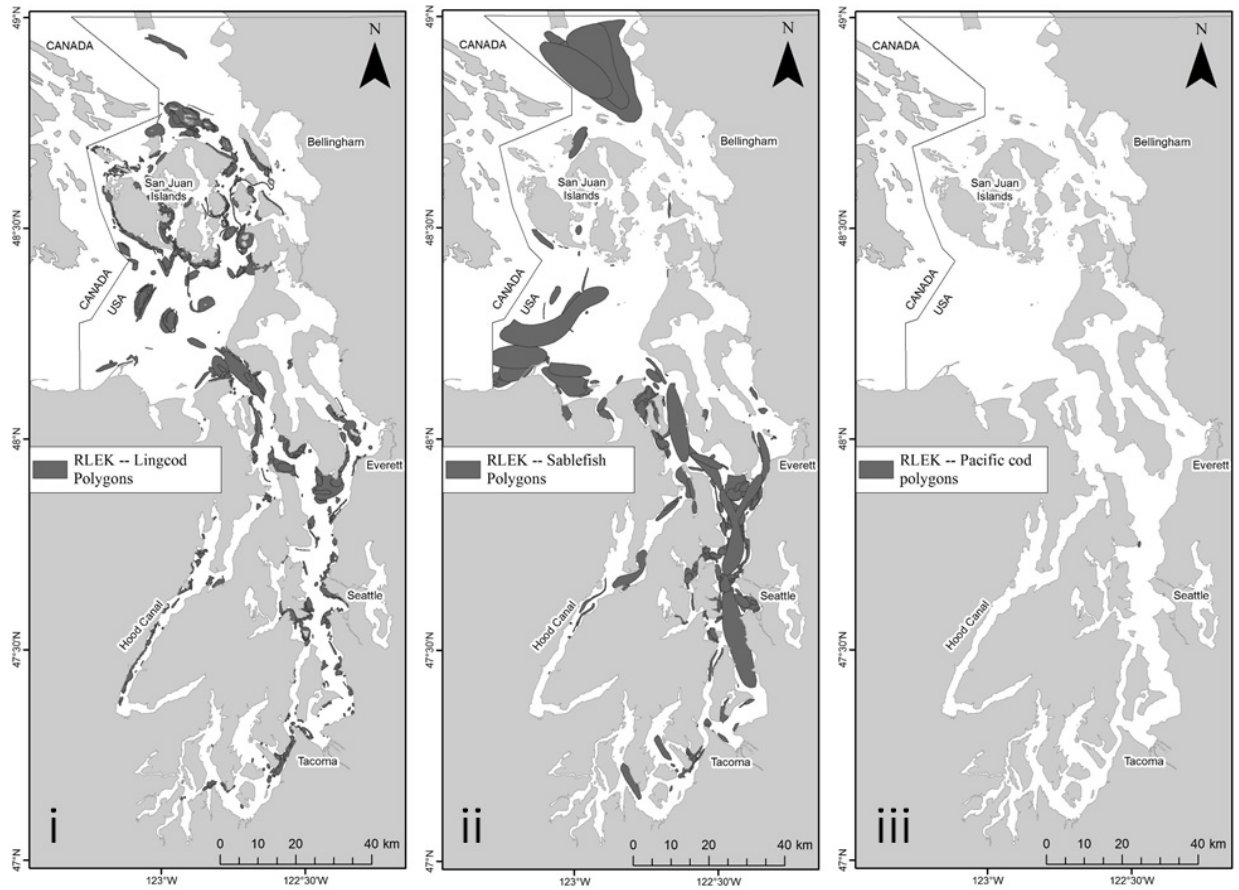 49°N
48°30'N
48°N
47°30'N
47°N
CANADA
N
Bellingham
San Juan
Islands
CANADA
USA
RLEK -- Lingcod
Polygons
Everett
Hood Canal
Seattle
Tacoma
i
0 10 20 40 km
123°W
122°30'W
49°N
48°30'N
48°N
47°30'N
47°N
CANADA
N
Bellingham
San Juan
Islands
CANADA
USA
RLEK -- Sablefish
Polygons
Everett
Hood Canal
Seattle
Tacoma
ii
0 10 20 40 km
123°W
122°30'W
49°N
48°30'N
48°N
47°30'N
47°N
CANADA
N
Bellingham
San Juan
Islands
CANADA
USA
RLEK -- Pacific cod
polygons
Everett
Hood Canal
Seattle
Tacoma
iii
0 10 20 40 km
123°W
122°30'W